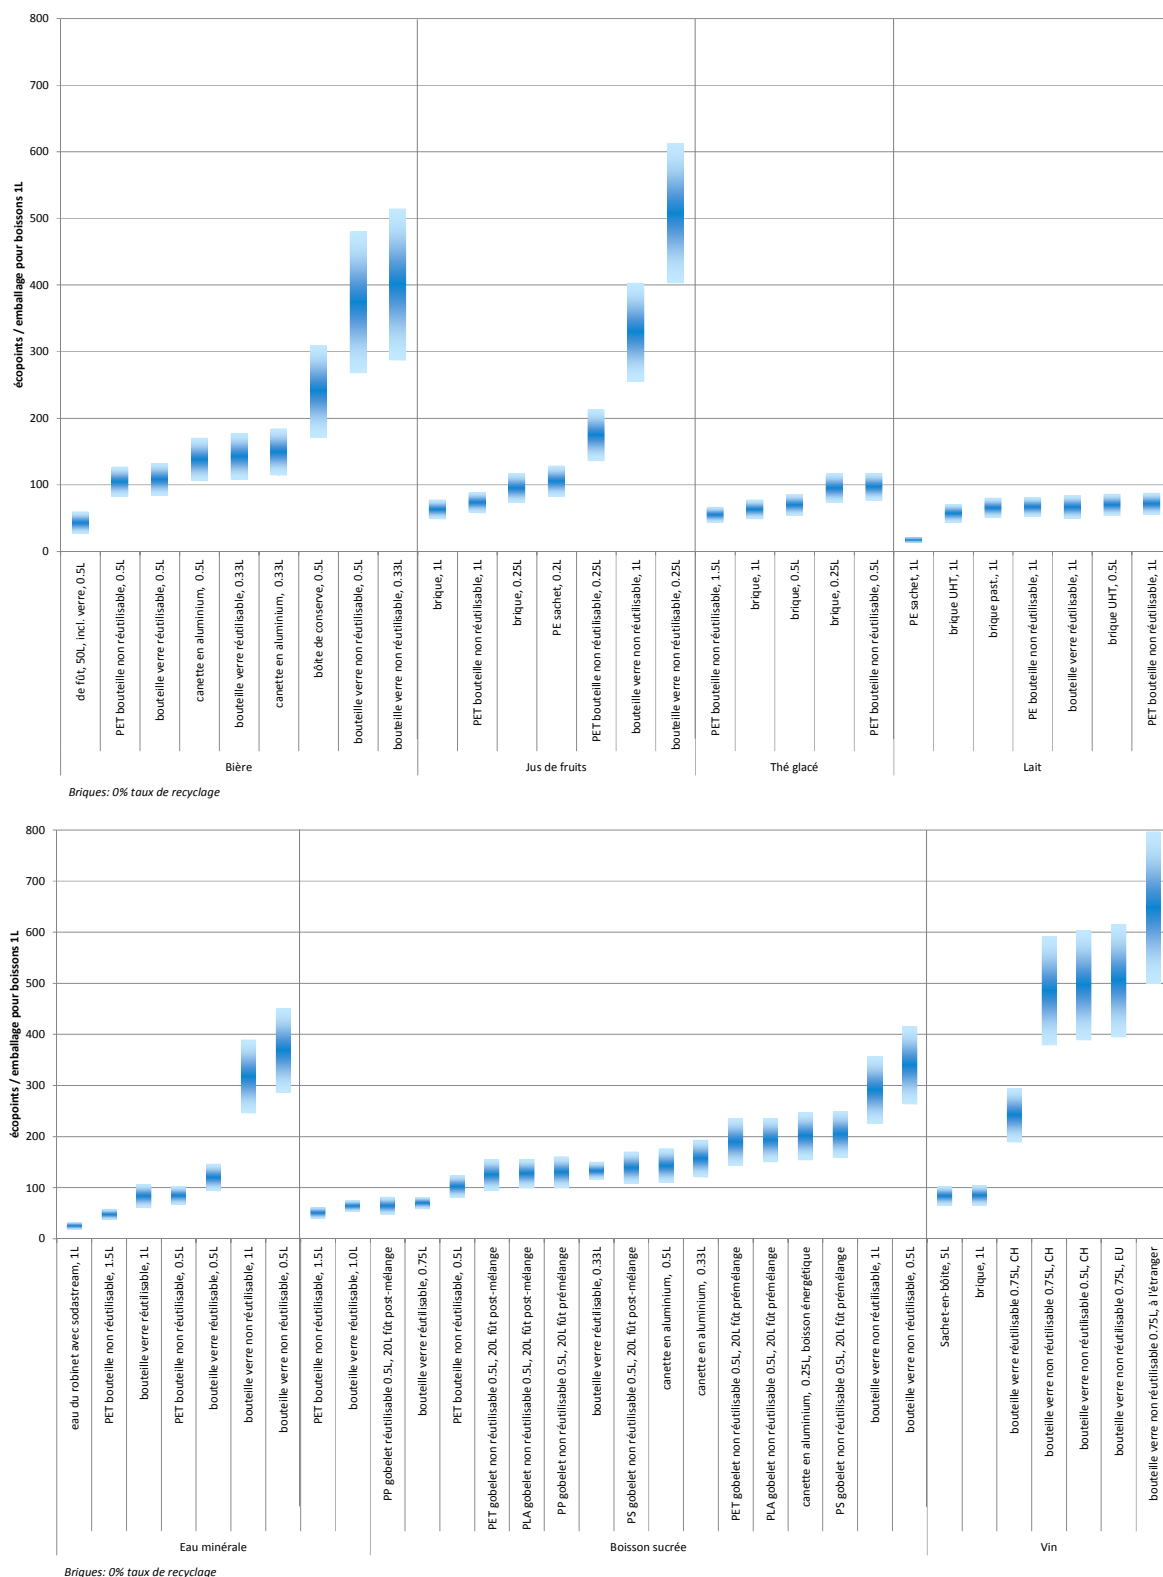 800
700
600
500
400
300
200
100
0
écopoints / emballage pour boissons 1L
de fût, 50L, incl. verre, 0.5L
PET bouteille non réutilisable, 0.5L
bouteille verre réutilisable, 0.5L
canette en aluminium, 0.5L
bouteille verre réutilisable, 0.33L
canette en aluminium, 0.33L
bôite de conserve, 0.5L
bouteille verre non réutilisable, 0.5L
bouteille verre non réutilisable, 0.33L
brique, 1L
PET bouteille non réutilisable, 1L
brique, 0.25L
PE sachet, 0.2L
PET bouteille non réutilisable, 0.25L
bouteille verre non réutilisable, 1L
bouteille verre non réutilisable, 0.25L
PET bouteille non réutilisable, 1.5L
brique, 1L
brique, 0.5L
brique, 0.25L
PET bouteille non réutilisable, 0.5L
PE sachet, 1L
brique UHT, 1L
brique past., 1L
PE bouteille non réutilisable, 1L
bouteille verre réutilisable, 1L
brique UHT, 0.5L
PET bouteille non réutilisable, 1L
Bière
Jus de fruits
Thé glacé
Lait
Briques: 0% taux de recyclage
800
700
600
500
400
300
200
100
0
écopoints / emballage pour boissons 1L
eau du robinet avec sodastream, 1L
PET bouteille non réutilisable, 1.5L
bouteille verre réutilisable, 1L
PET bouteille non réutilisable, 0.5L
bouteille verre réutilisable, 0.5L
bouteille verre non réutilisable, 1L
bouteille verre non réutilisable, 0.5L
PET bouteille non réutilisable, 1.5L
bouteille verre réutilisable, 1.0L
PP gobelet réutilisable 0.5L, 20L fût post-mélange
bouteille verre réutilisable, 0.75L
PET bouteille non réutilisable, 0.5L
PET gobelet non réutilisable 0.5L, 20L fût post-mélange
PLA gobelet non réutilisable 0.5L, 20L fût post-mélange
PP gobelet non réutilisable 0.5L, 20L fût prémélange
bouteille verre réutilisable, 0.33L
PS gobelet non réutilisable 0.5L, 20L fût post-mélange
canette en aluminium, 0.5L
canette en aluminium, 0.33L
PET gobelet non réutilisable 0.5L, 20L fût prémélange
PLA gobelet non réutilisable 0.5L, 20L fût prémélange
canette en aluminium, 0.25L, boisson énergétique
PS gobelet non réutilisable 0.5L, 20L fût prémélange
bouteille verre non réutilisable, 1L
bouteille verre non réutilisable, 0.5L
Sachet-en-bôite, 5L
brique, 1L
bouteille verre réutilisable 0.75L, CH
bouteille verre non réutilisable 0.75L, CH
bouteille verre non réutilisable 0.5L, CH
bouteille verre non réutilisable 0.75L, EU
bouteille verre non réutilisable 0.75L, à l'étranger
Eau minérale
Boisson sucrée
Vin
Briques: 0% taux de recyclage